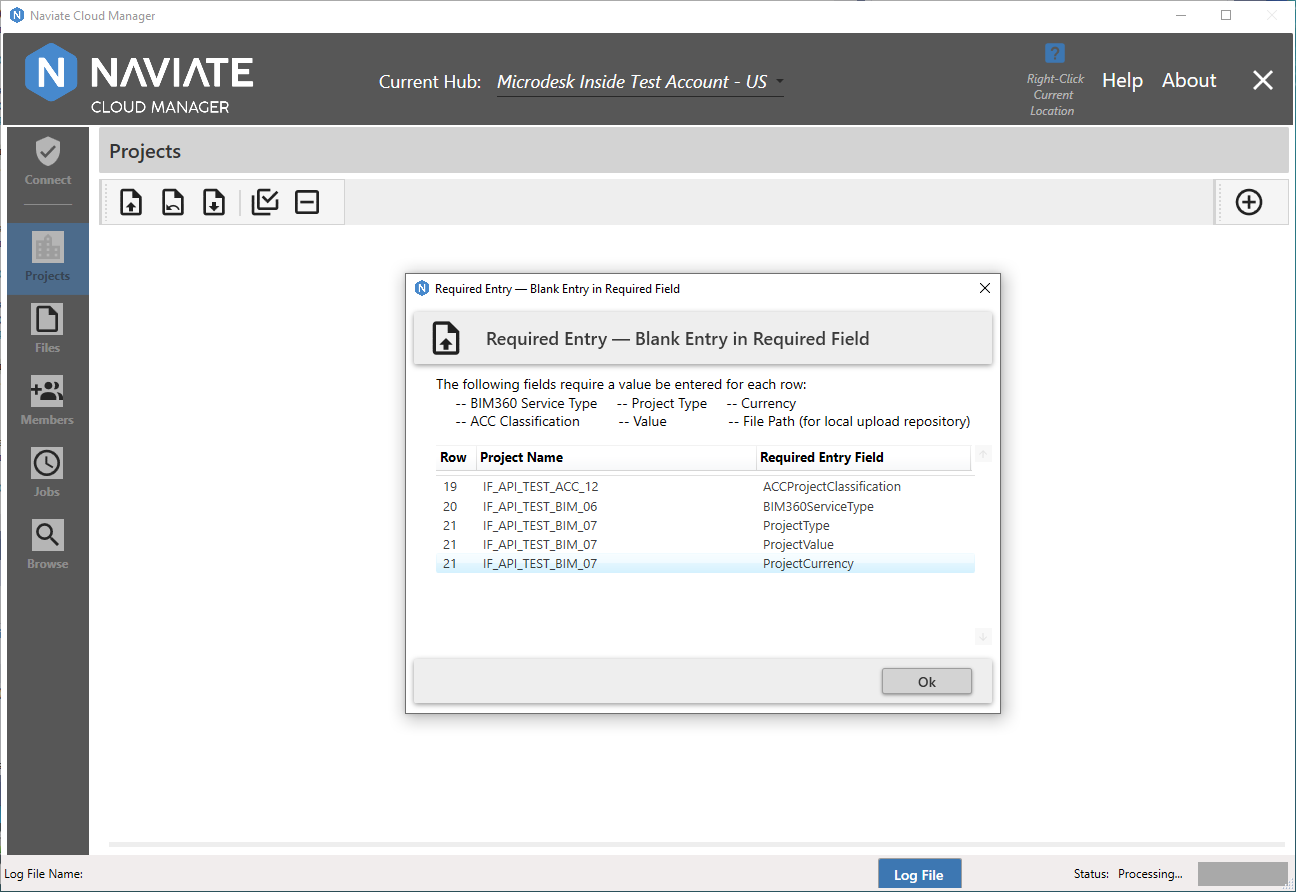 Naviate Cloud Manager
N NAVIATE
CLOUD MANAGER
Current Hub: Microdesk Inside Test Account - US
?
Right-Click
Current
Location
Help About
Connect
Projects
Files
Members
Jobs
Browse
Projects
Required Entry — Blank Entry in Required Field
Required Entry — Blank Entry in Required Field
The following fields require a value be entered for each row:
-- BIM360 Service Type -- Project Type -- Currency
-- ACC Classification -- Value -- File Path (for local upload repository)
Row Project Name Required Entry Field
19 IF_API_TEST_ACC_12 ACCProjectClassification
20 IF_API_TEST_BIM_06 BIM360ServiceType
21 IF_API_TEST_BIM_07 ProjectType
21 IF_API_TEST_BIM_07 ProjectValue
21 IF_API_TEST_BIM_07 ProjectCurrency
Ok
Log File Name: Log File Status: Processing...